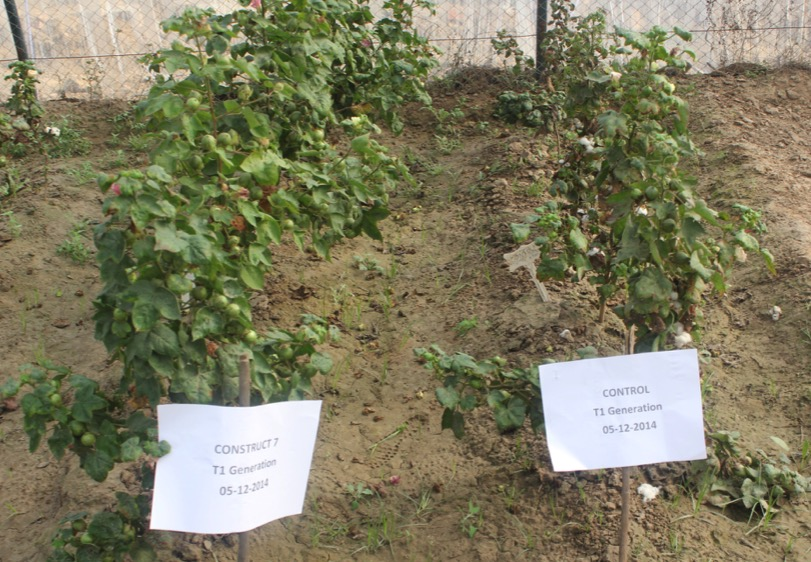 CONSTRUCT 7
T1 Generation
05-12-2014
CONTROL
T1 Generation
05-12-2014